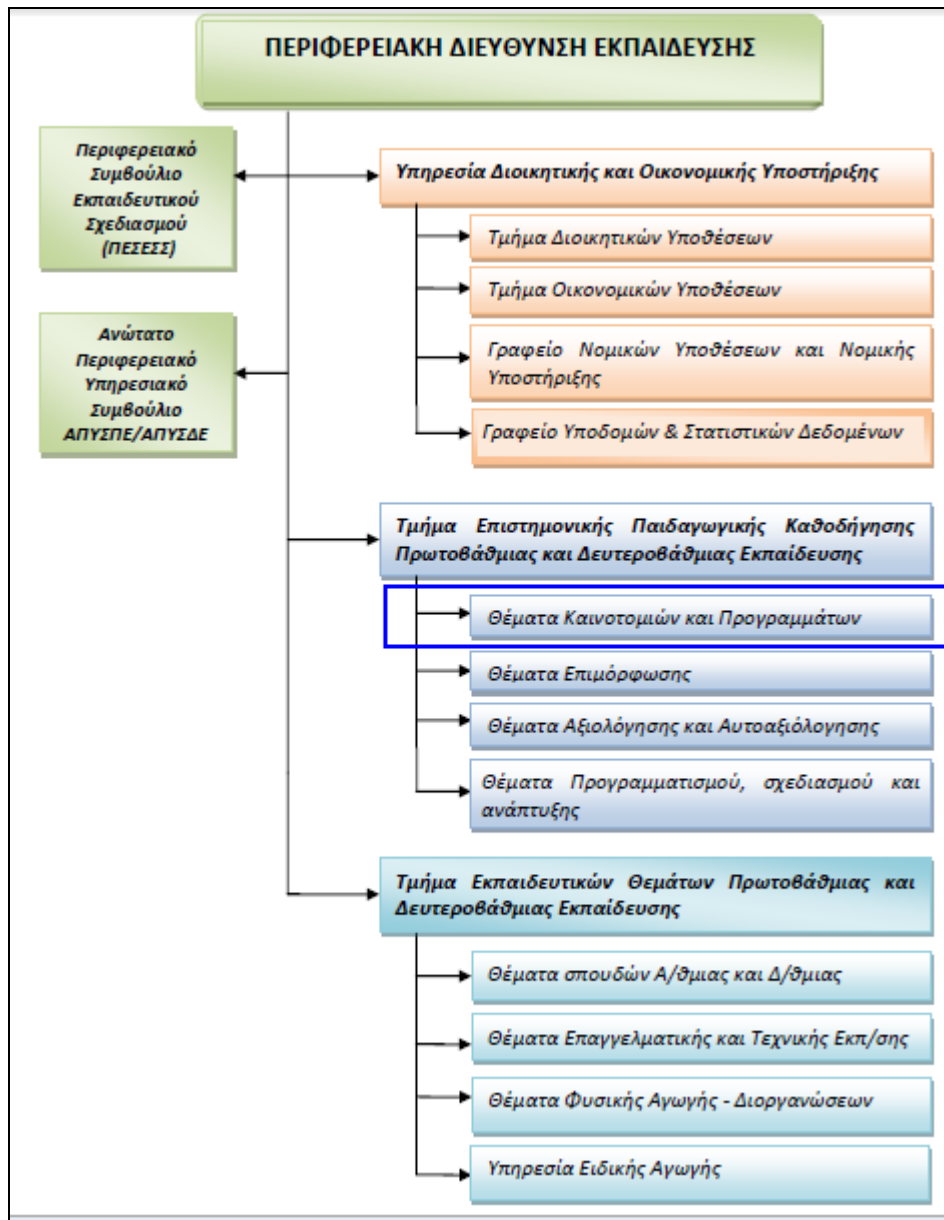 ΠΕΡΙΦΕΡΕΙΑΚΗ ΔΙΕΥΘΥΝΣΗ ΕΚΠΑΙΔΕΥΣΗΣ
Περιφερειακό
Συμβούλιο
Εκπαιδευτικού
Σχεδιασμού
(ΠΕΣΕΣΣ)
Ανώτατο
Περιφερειακό
Υπηρεσιακό
Συμβούλιο
ΑΠΥΣΠΕ/ΑΠΥΣΔΕ
Υπηρεσία Διοικητικής και Οικονομικής Υποστήριξης
Τμήμα Διοικητικών Υποθέσεων
Τμήμα Οικονομικών Υποθέσεων
Γραφείο Νομικών Υποθέσεων και Νομικής
Υποστήριξης
Γραφείο Υποδομών & Στατιστικών Δεδομένων
Τμήμα Επιστημονικής Παιδαγωγικής Καθοδήγησης
Πρωτοβάθμιας και Δευτεροβάθμιας Εκπαίδευσης
Θέματα Καινοτομιών και Προγραμμάτων
Θέματα Επιμόρφωσης
Θέματα Αξιολόγησης και Αυτοαξιόλογησης
Θέματα Προγραμματισμού, σχεδιασμού και
ανάπτυξης
Τμήμα Εκπαιδευτικών Θεμάτων Πρωτοβάθμιας και
Δευτεροβάθμιας Εκπαίδευσης
Θέματα σπουδών Α/θμιας και Δ/θμιας
Θέματα Επαγγελματικής και Τεχνικής Εκπ/σης
Θέματα Φυσικής Αγωγής - Διοργανώσεων
Υπηρεσία Ειδικής Αγωγής